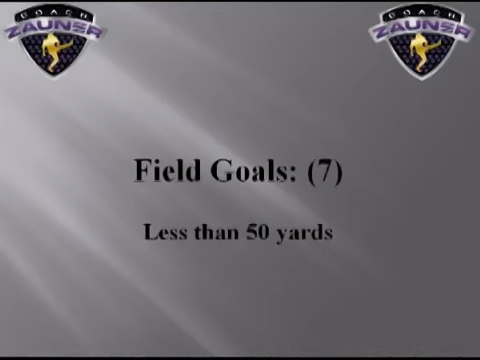 COACH
ZAUNER
COACH
ZAUNER
Field Goals: (7)
Less than 50 yards